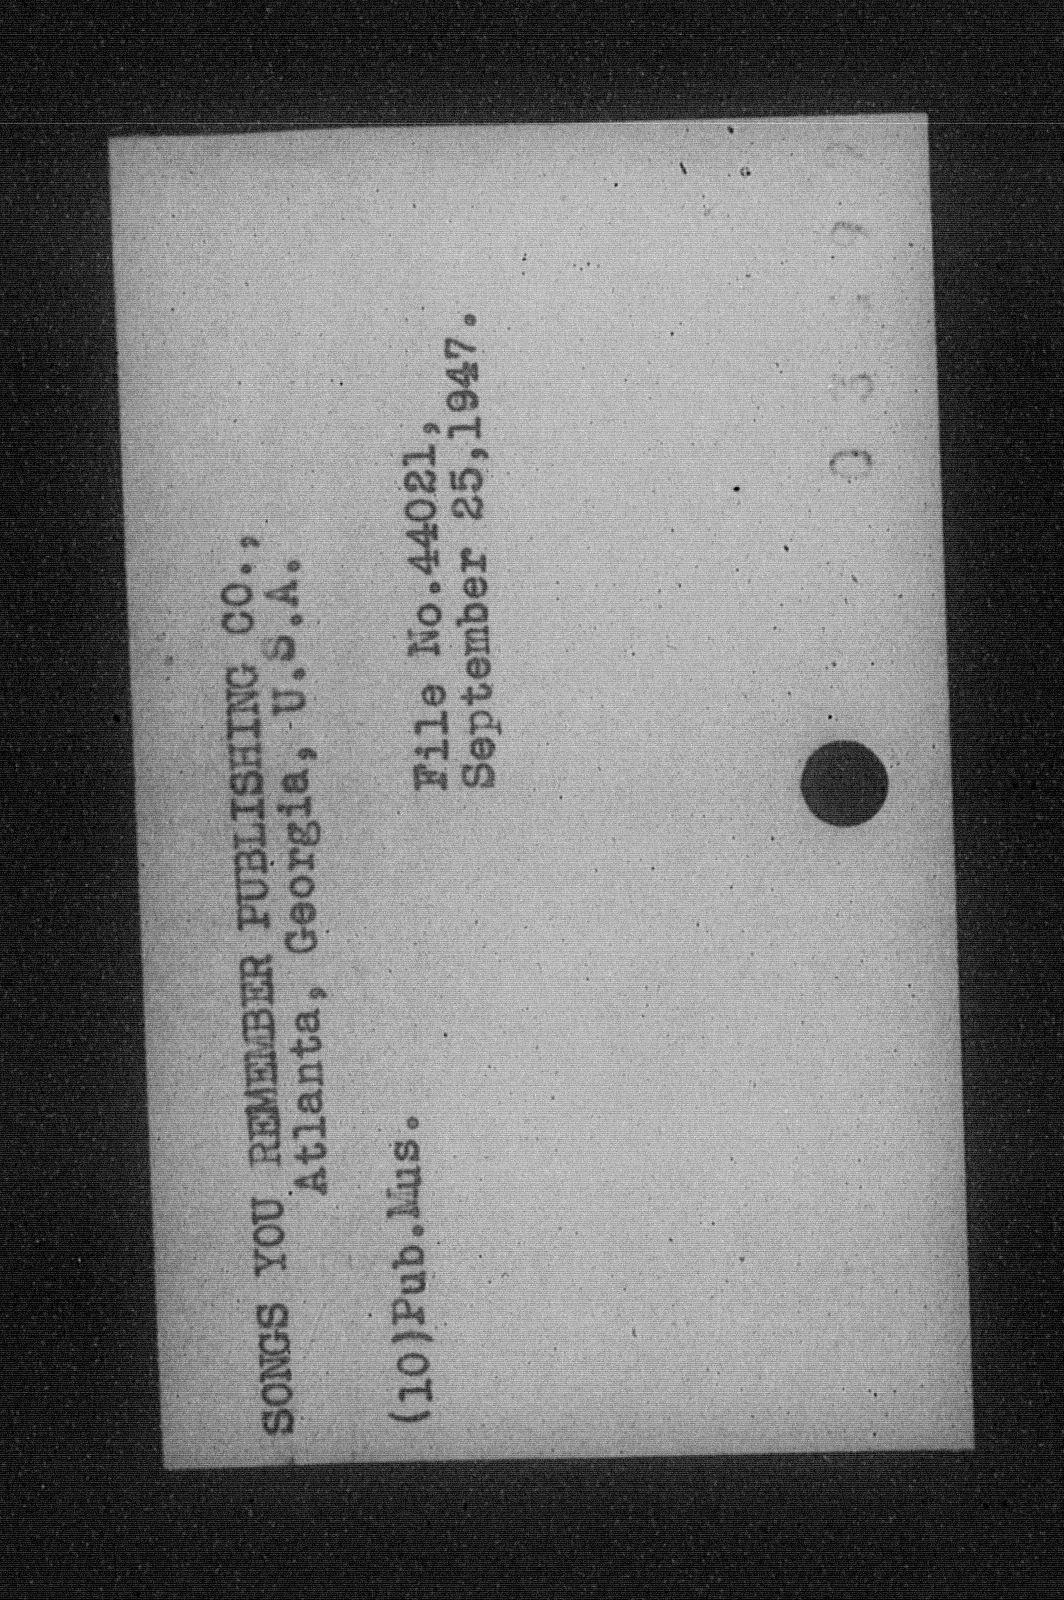 SONGS YOU REMEMBER PUBLISHING CO.,
Atlanta, Georgia, U.S.A.
(10)Pub.Mus.
File No.44021,
September 25,1947.